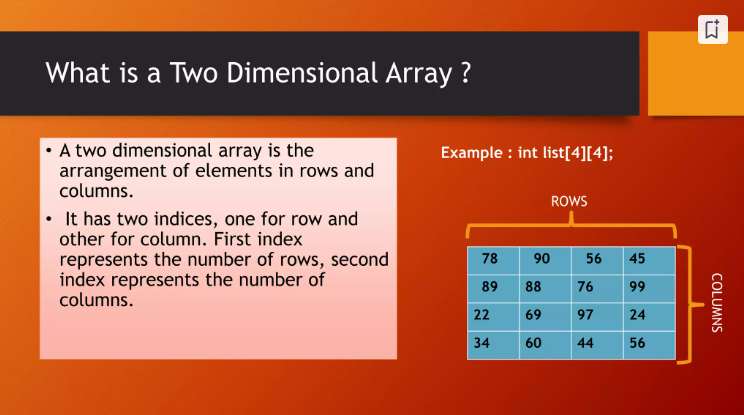 What is a Two Dimensional Array ?
• A two dimensional array is the
arrangement of elements in rows and
columns.
• It has two indices, one for row and
other for column. First index
represents the number of rows, second
index represents the number of
columns.
Example : int list[4][4];
ROWS
78 90 56 45
89 88 76 99
22 69 97 24
34 60 44 56
COLUMNS